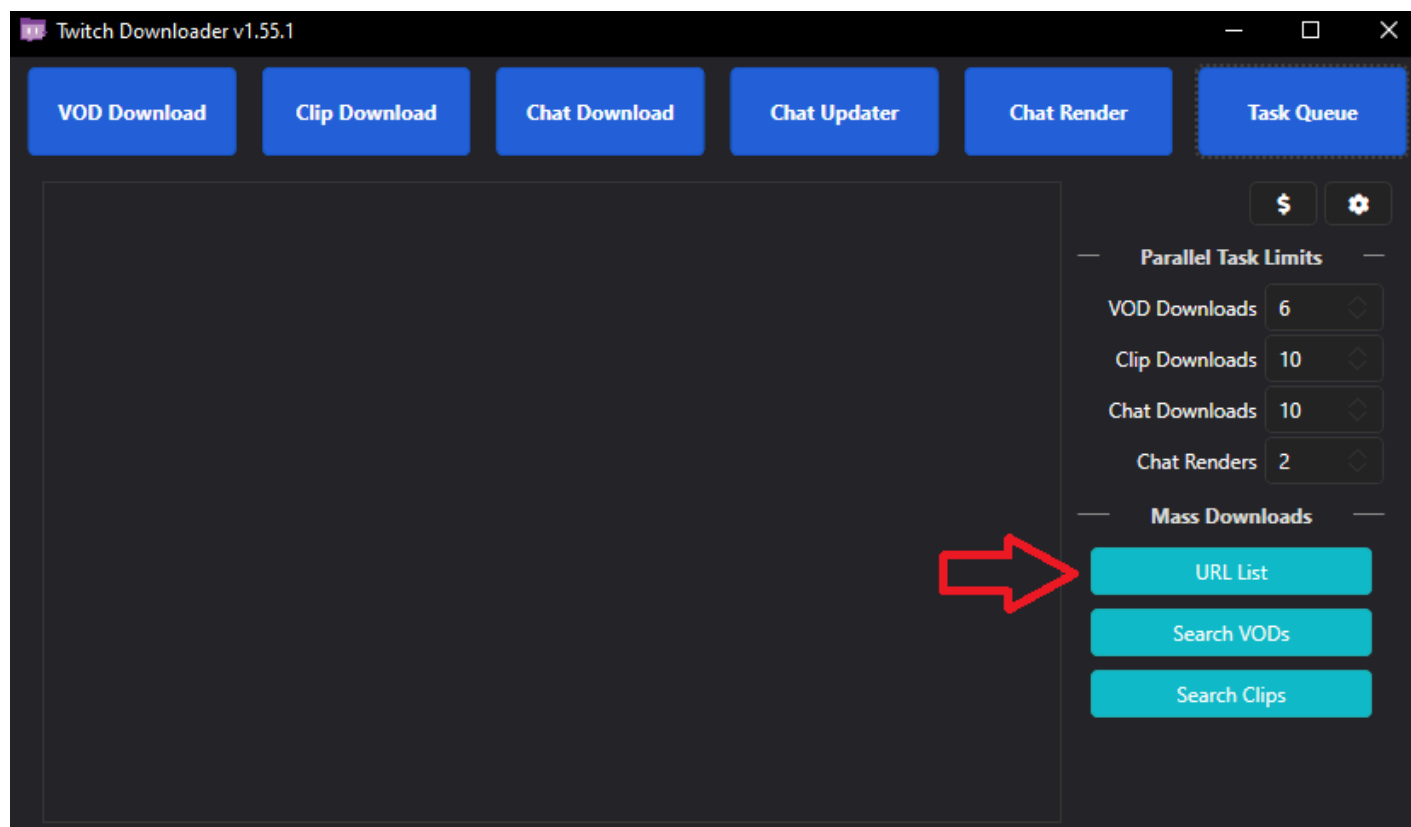 Twitch Downloader v1.55.1
VOD Download Clip Download Chat Download Chat Updater Chat Render Task Queue
$
Parallel Task Limits
VOD Downloads 6
Clip Downloads 10
Chat Downloads 10
Chat Renders 2
Mass Downloads
URL List
Search VODs
Search Clips